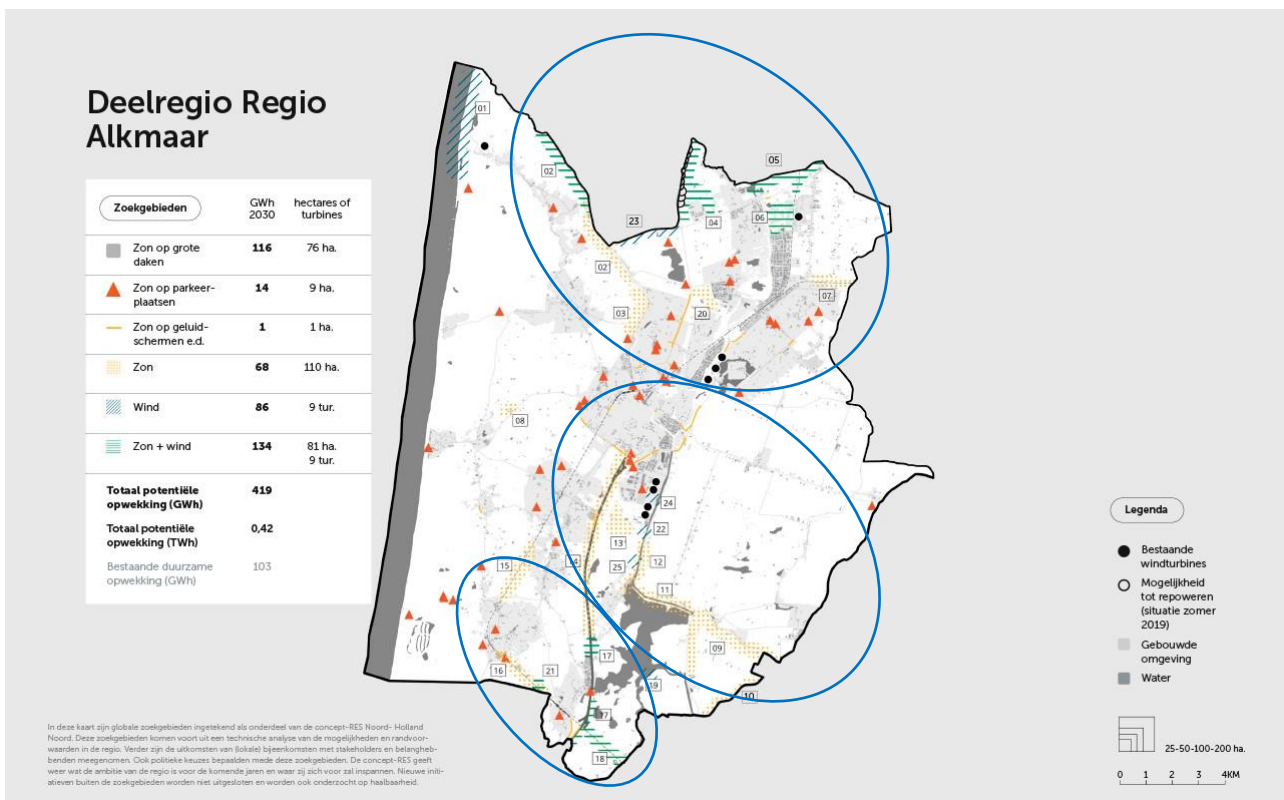 Deelregio Regio
Alkmaar
Zoekgebieden
GWh
2030
hectares of
turbines
Zon op grote
daken
116
76 ha.
Zon op parkeer-
plaatsen
14
9 ha.
Zon op geluid-
schermen e.d.
1
1 ha.
Zon
68
110 ha.
Wind
86
9 tur.
Zon + wind
134
81 ha.
9 tur.
Totaal potentiële
opwekking (GWh)
419
Totaal potentiële
opwekking (TWh)
0,42
Bestaande duurzame
opwekking (GWh)
103
01
02
05
23
04
06
02
07
03
20
08
24
22
13
14
25
12
15
11
17
09
16
21
19
10
17
18
Legenda
Bestaande
windturbines
Mogelijkheid
tot repoweren
(situatie zomer
2019)
Gebouwde
omgeving
Water
25-50-100-200 ha.
0 1 2 3 4KM
In deze kaart zijn globale zoekgebieden ingetekend als onderdeel van de concept-RES Noord- Holland
Noord. Deze zoekgebieden komen voort uit een technische analyse van de mogelijkheden en randvoor-
waarden in de regio. Verder zijn de uitkomsten van (lokale) bijeenkomsten met stakeholders en belangheb-
benden meegenomen. Ook politieke keuzes bepaalden mede deze zoekgebieden. De concept-RES geeft
weer wat de ambitie van de regio is voor de komende jaren en waar zij zich voor zal inspannen. Nieuwe initi-
atieven buiten de zoekgebieden worden niet uitgesloten en worden ook onderzocht op haalbaarheid.